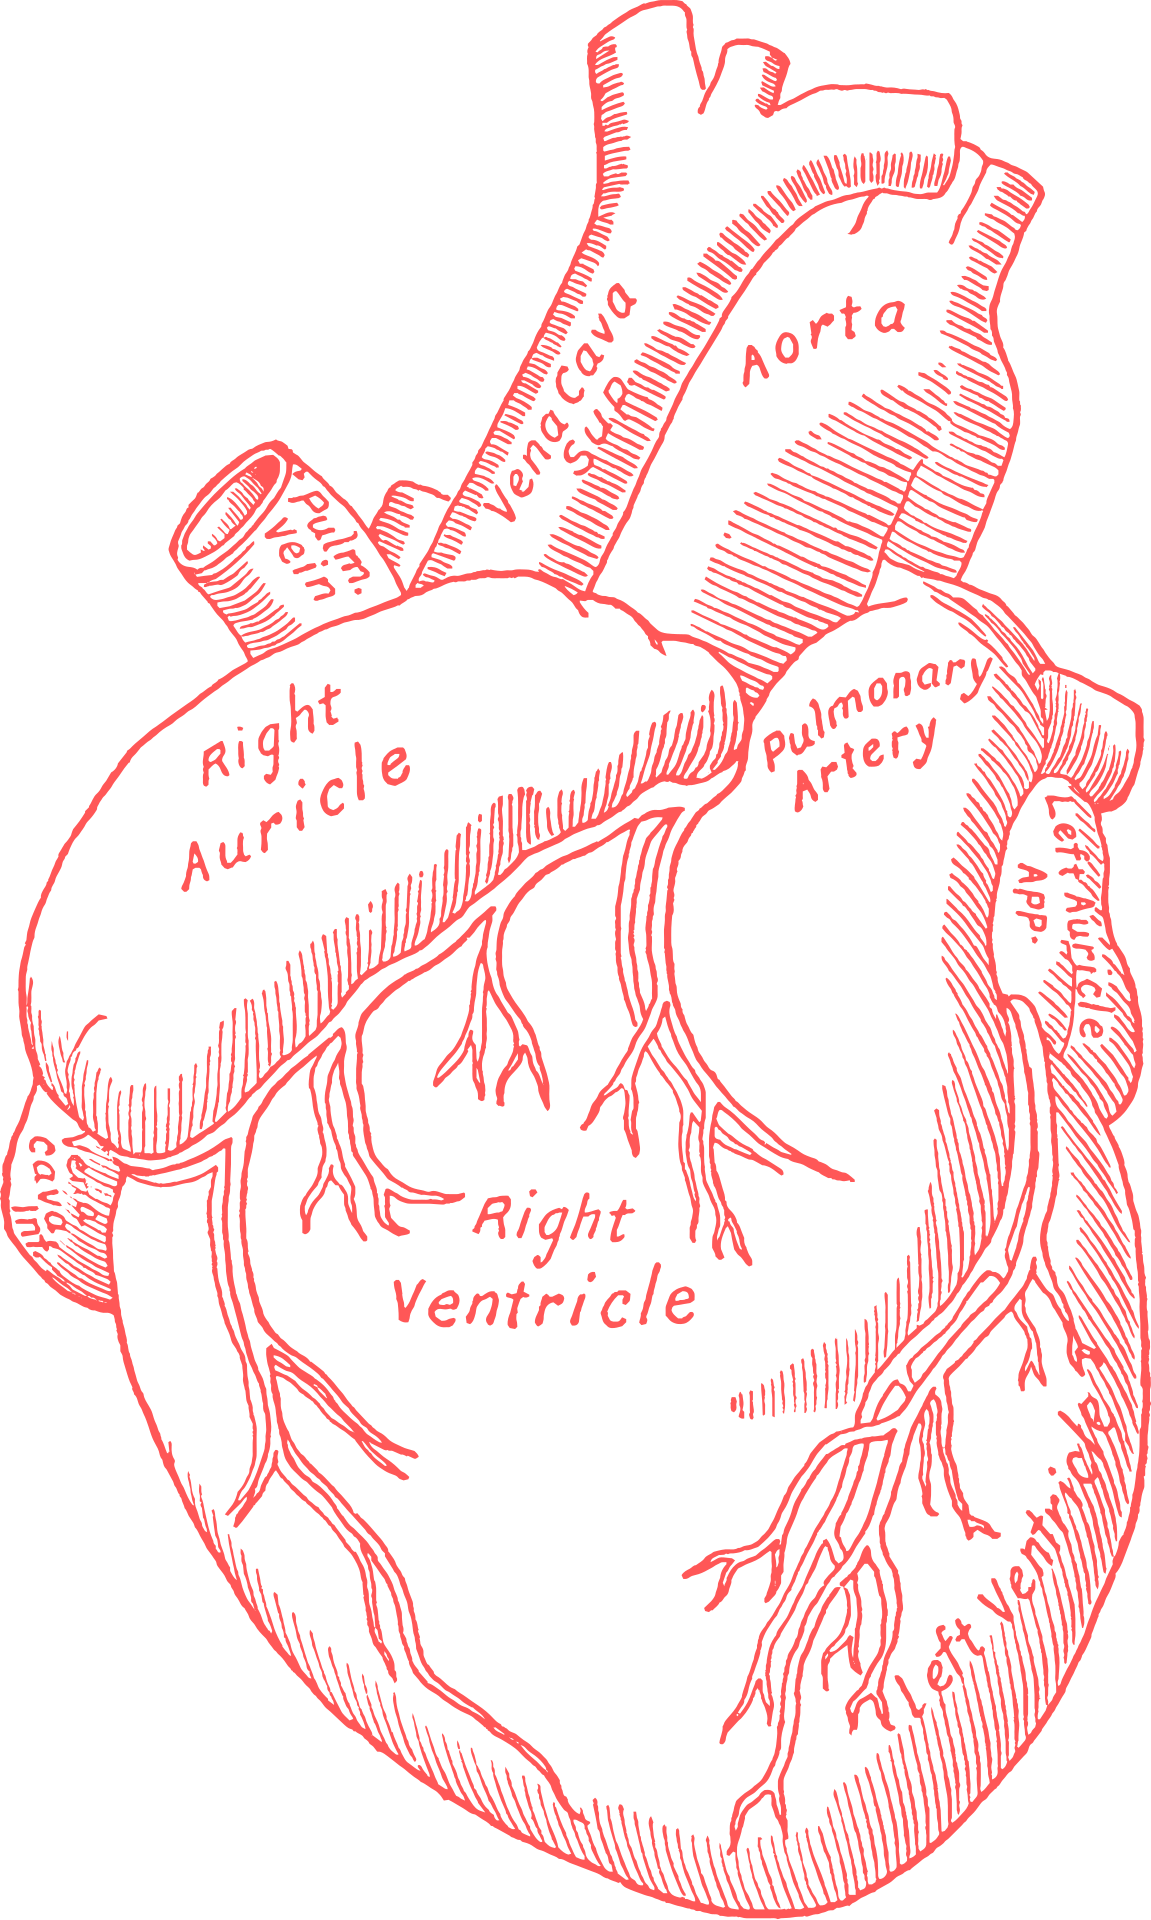 Vena Cava
Sup.
Aorta
Pulm.
vein
Right
Auricle
Pulmonary
Artery
Left Auricle
App.
Vena
cava
Inf.
Right
Ventricle
Left Ventricle